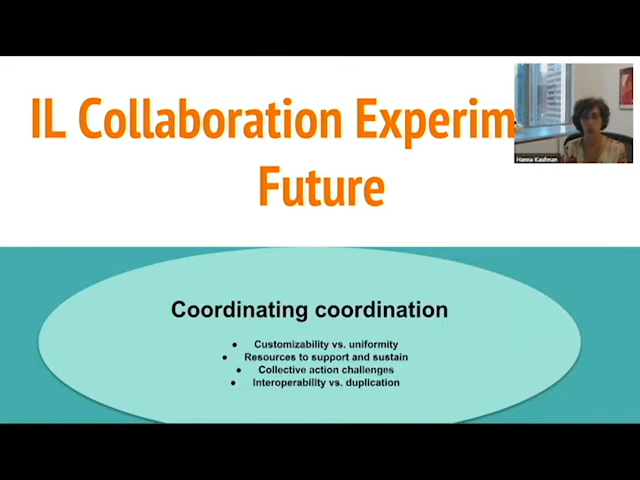 IL Collaboration Experim
Future
Hanna Kaufman
Coordinating coordination
● Customizability vs. uniformity
● Resources to support and sustain
● Collective action challenges
● Interoperability vs. duplication